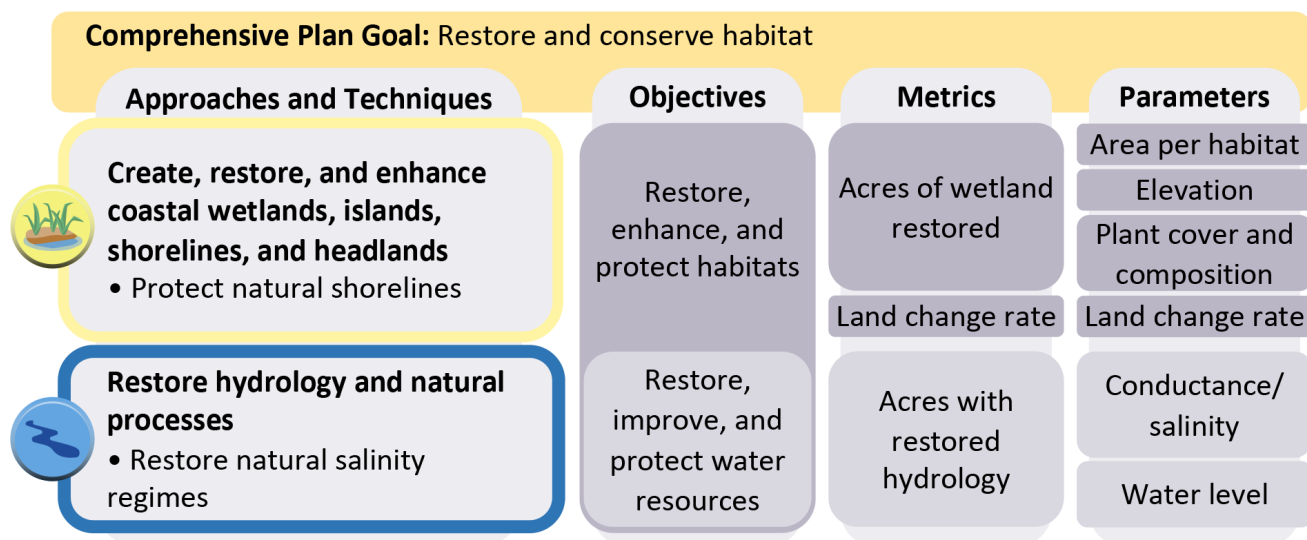 Comprehensive Plan Goal: Restore and conserve habitat
Approaches and Techniques
Objectives
Metrics
Parameters
Create, restore, and enhance
coastal wetlands, islands,
shorelines, and headlands
• Protect natural shorelines
Restore,
enhance, and
protect habitats
Acres of wetland
restored
Land change rate
Area per habitat
Elevation
Plant cover and
composition
Land change rate
Restore hydrology and natural
processes
• Restore natural salinity
regimes
Restore,
improve, and
protect water
resources
Acres with
restored
hydrology
Conductance/
salinity
Water level